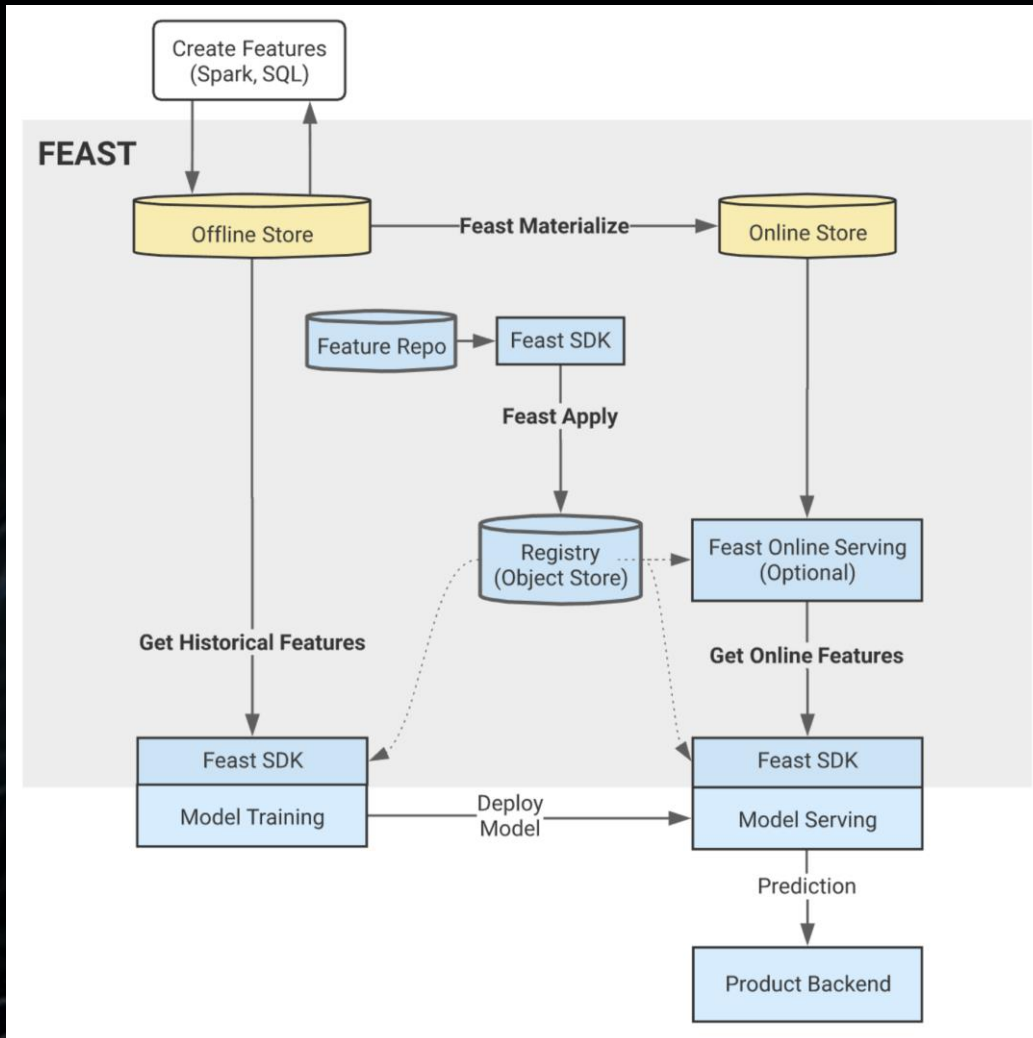 Create Features
(Spark, SQL)
FEAST
Offline Store
Feast Materialize
Online Store
Feature Repo
Feast SDK
Feast Apply
Registry
(Object Store)
Feast Online Serving
(Optional)
Get Historical Features
Get Online Features
Feast SDK
Feast SDK
Model Training
Deploy
Model
Model Serving
Prediction
Product Backend